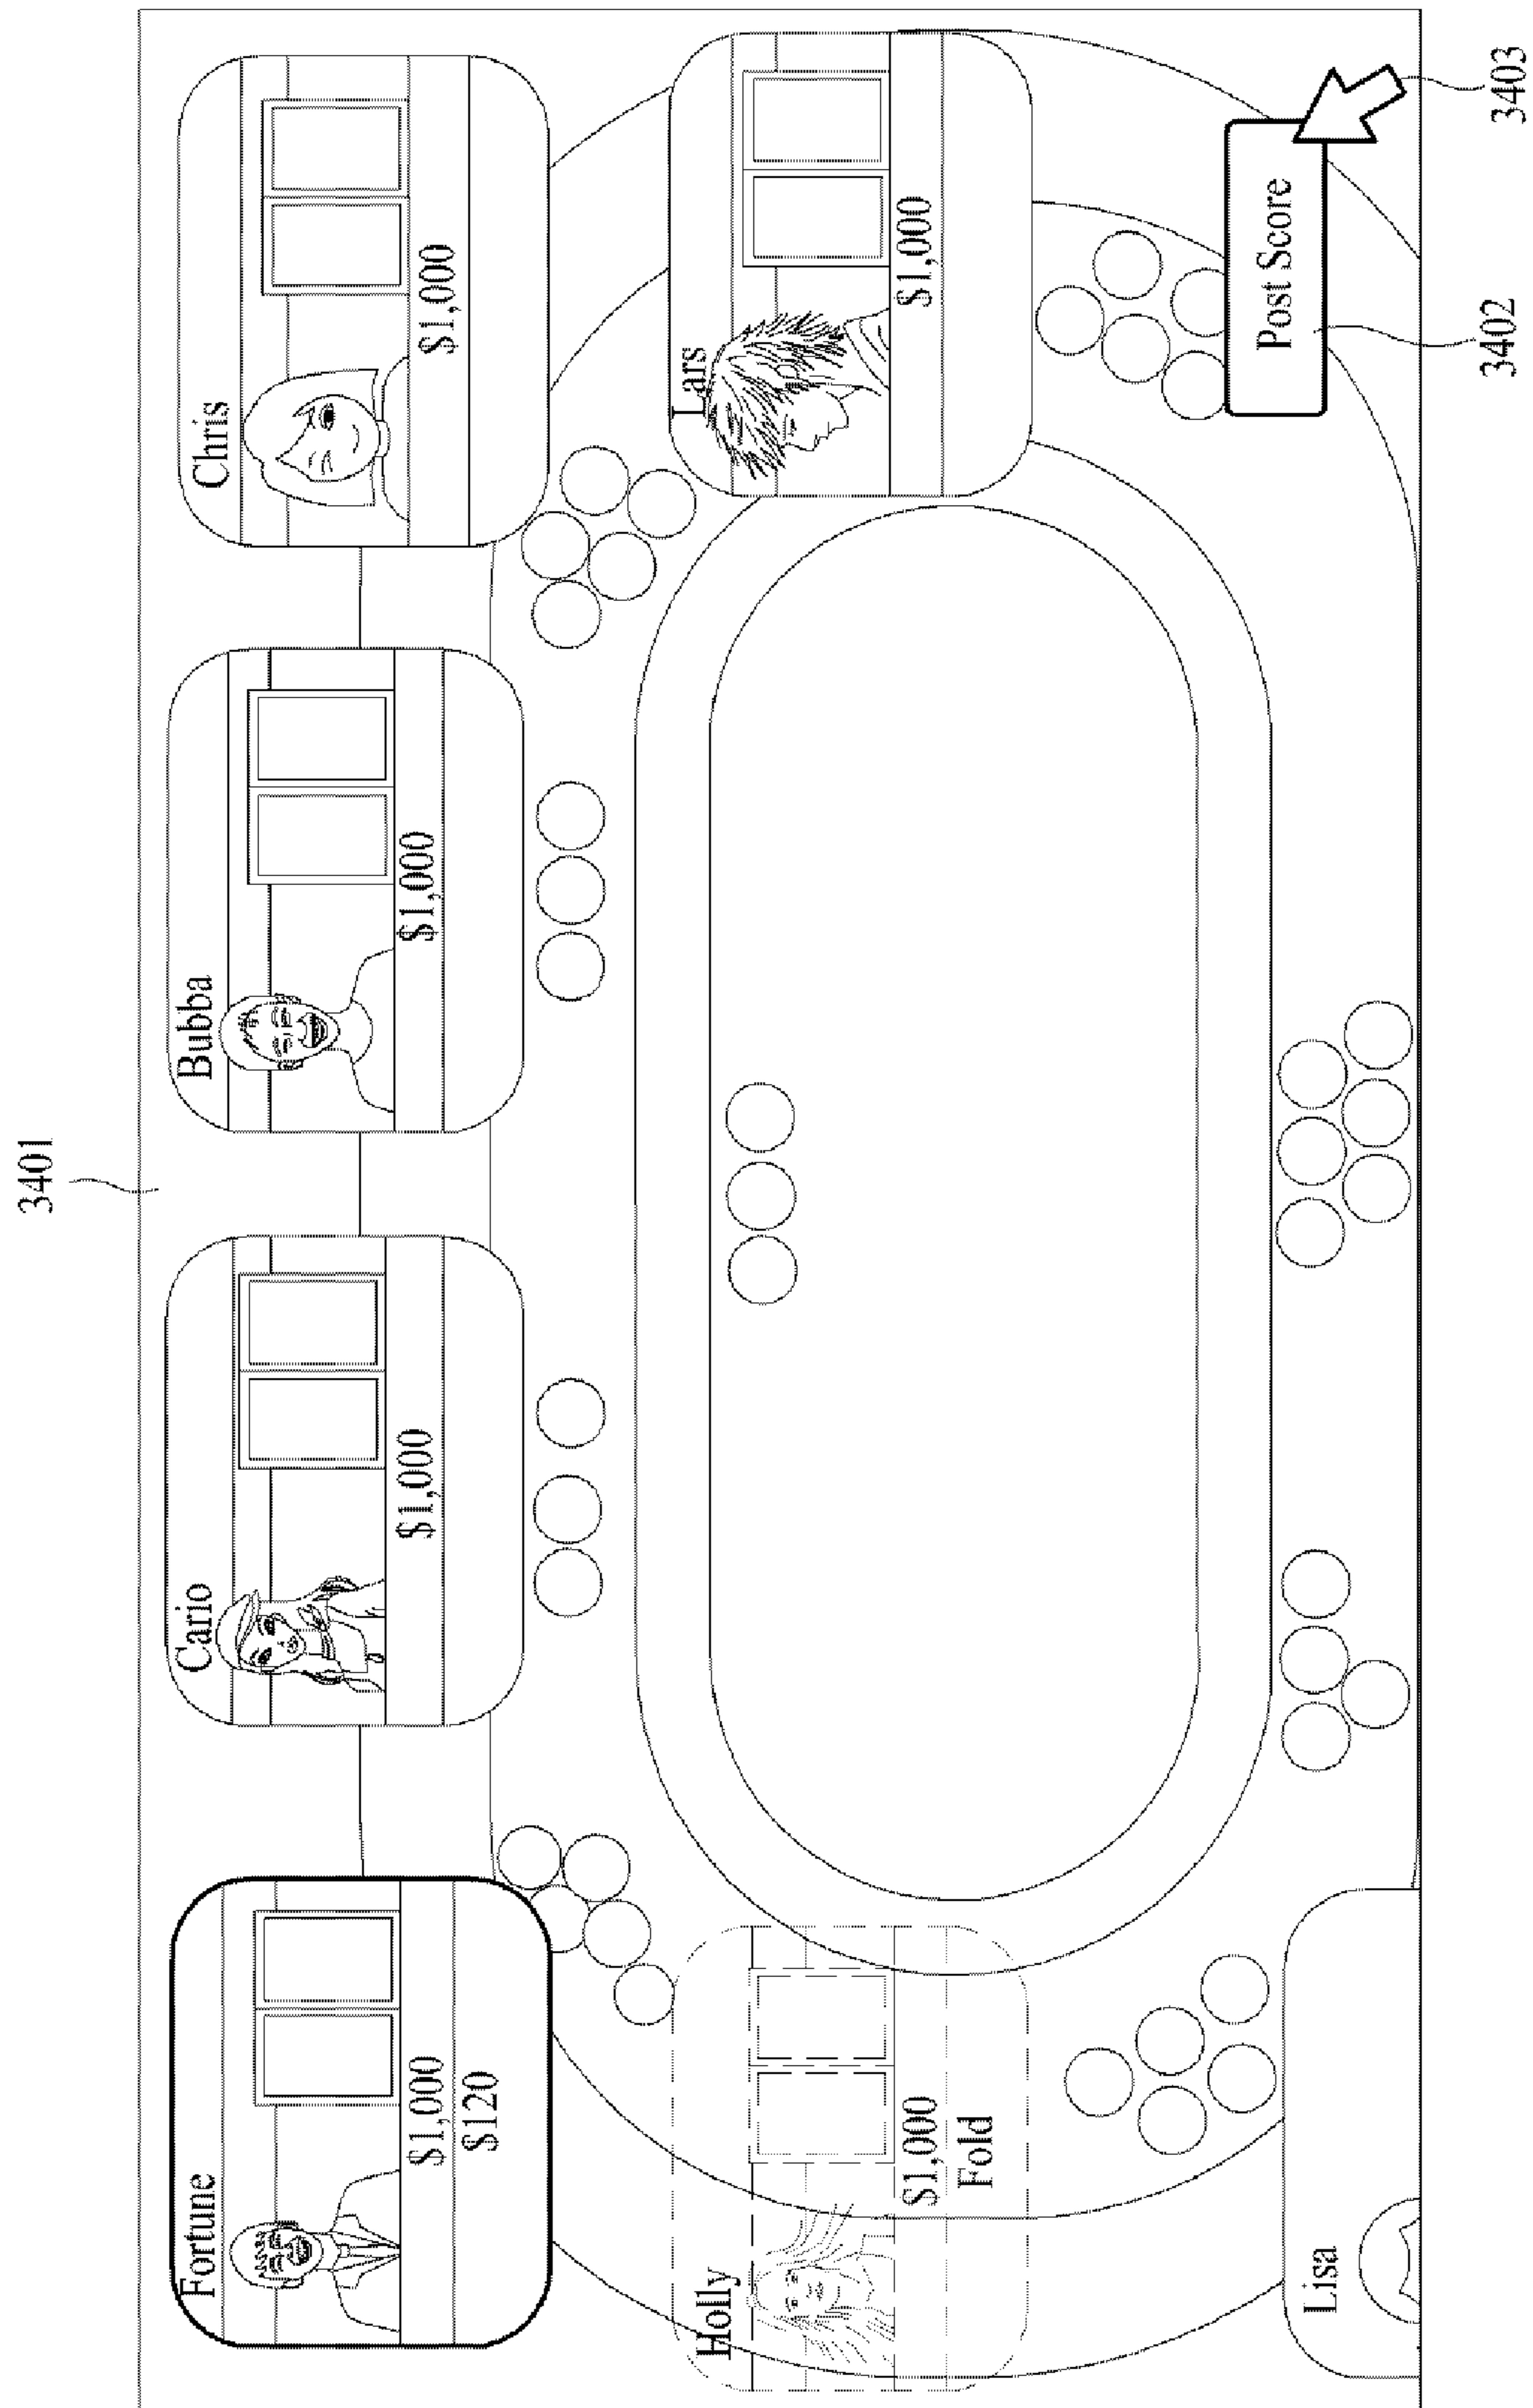 3401
Fortune
$1,000
$120
Cario
$1,000
Bubba
$1,000
Chris
$1,000
Holly
$1,000
Fold
Lars
$1,000
Lisa
Post Score
3402
3403